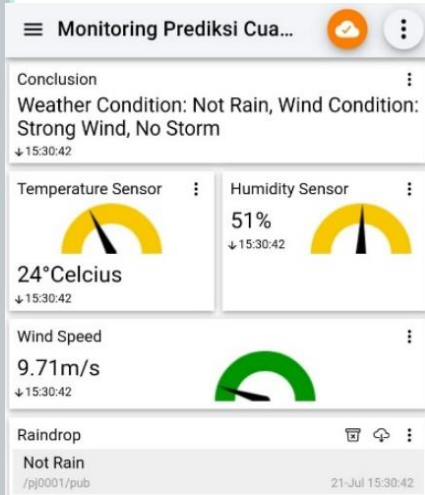 Monitoring Prediksi Cua...
Conclusion
Weather Condition: Not Rain, Wind Condition:
Strong Wind, No Storm
↓15:30:42
Temperature Sensor
24°Celcius
↓15:30:42
Humidity Sensor
51%
↓15:30:42
Wind Speed
9.71m/s
↓15:30:42
Raindrop
Not Rain
/pj0001/pub 21-Jul 15:30:42